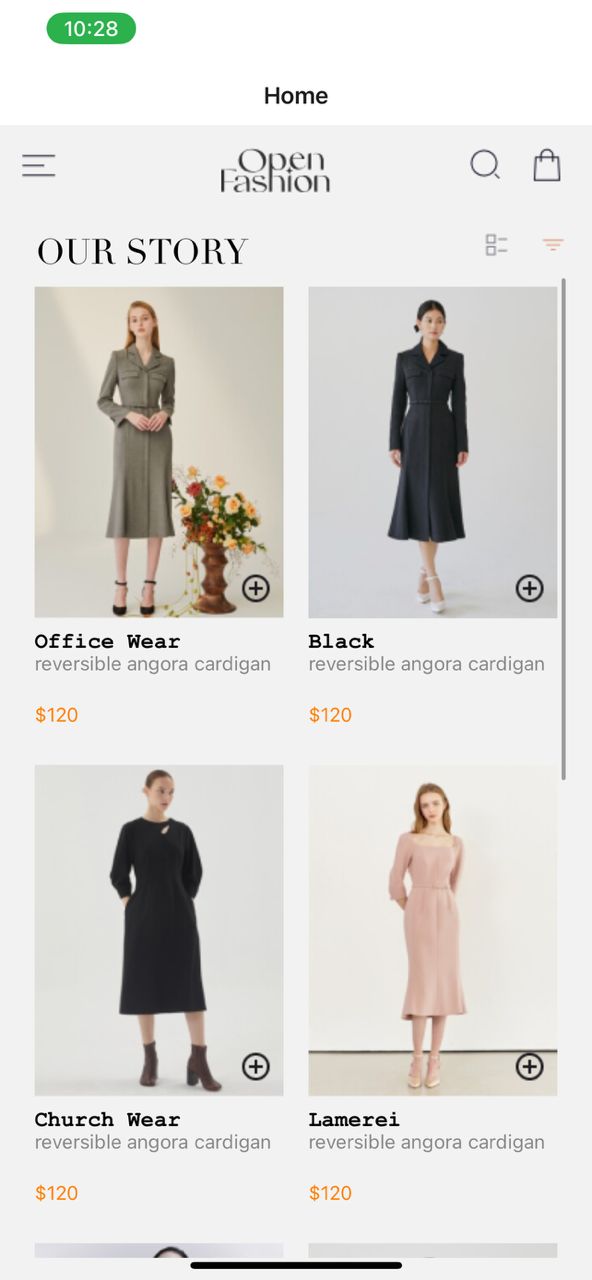 10:28
Home
Open
Fashion
OUR STORY
Office Wear
reversible angora cardigan
$120
Black
reversible angora cardigan
$120
Church Wear
reversible angora cardigan
$120
Lamerei
reversible angora cardigan
$120